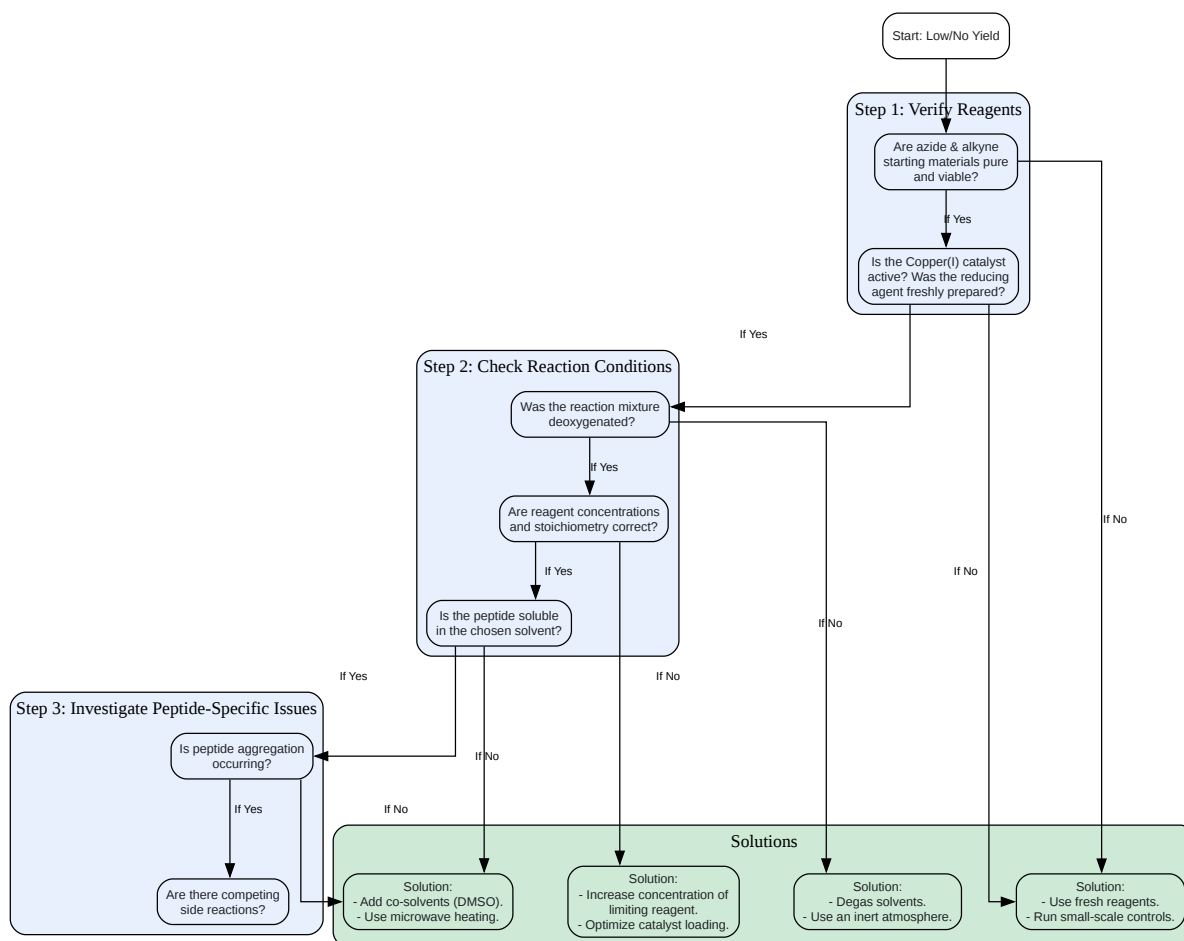 Start: Low/No Yield
Step 1: Verify Reagents
Are azide & alkyne
starting materials pure
and viable?
If Yes
Is the Copper(I) catalyst
active? Was the reducing
agent freshly prepared?
If Yes
Step 2: Check Reaction Conditions
Was the reaction mixture
deoxygenated?
If Yes
Are reagent concentrations
and stoichiometry correct?
If No
If Yes
If No
Is the peptide soluble
in the chosen solvent?
If No
If Yes
If No
Step 3: Investigate Peptide-Specific Issues
Is peptide aggregation
occurring?
If No
If Yes
If No
Solutions
Are there competing
side reactions?
Solution:
- Add co-solvents (DMSO).
- Use microwave heating.
Solution:
- Increase concentration of
limiting reagent.
- Optimize catalyst loading.
Solution:
- Degas solvents.
- Use an inert atmosphere.
Solution:
- Use fresh reagents.
- Run small-scale controls.